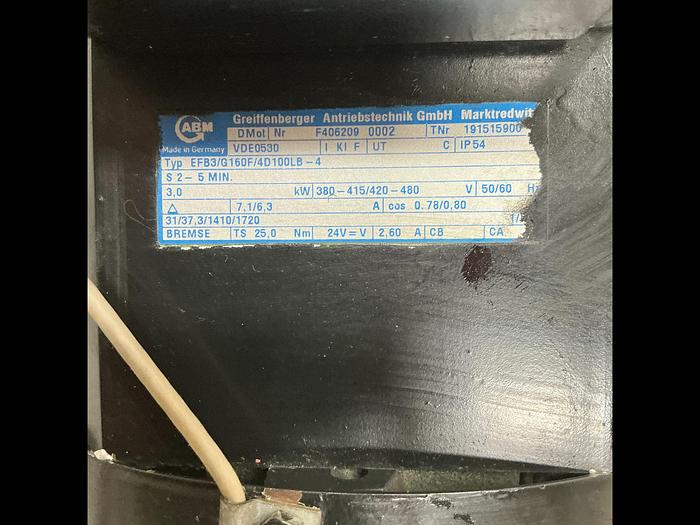 ABM
Made in Germany
Greiffenberger Antriebstechnik GmbH Marktredwit
DMot Nr F406209 0002 TNr 191515900
VDE0530 I Kl F UT C IP54
Typ EFB3/G160F/4D100LB-4
S 2- 5 MIN.
3,0 kW 380-415/420-480 V 50/60 Hz
△ 7,1/6,3 A cos 0.78/0,80
31/37,3/1410/1720
BREMSE TS 25,0 Nm 24V= V 2,60 A CB CA